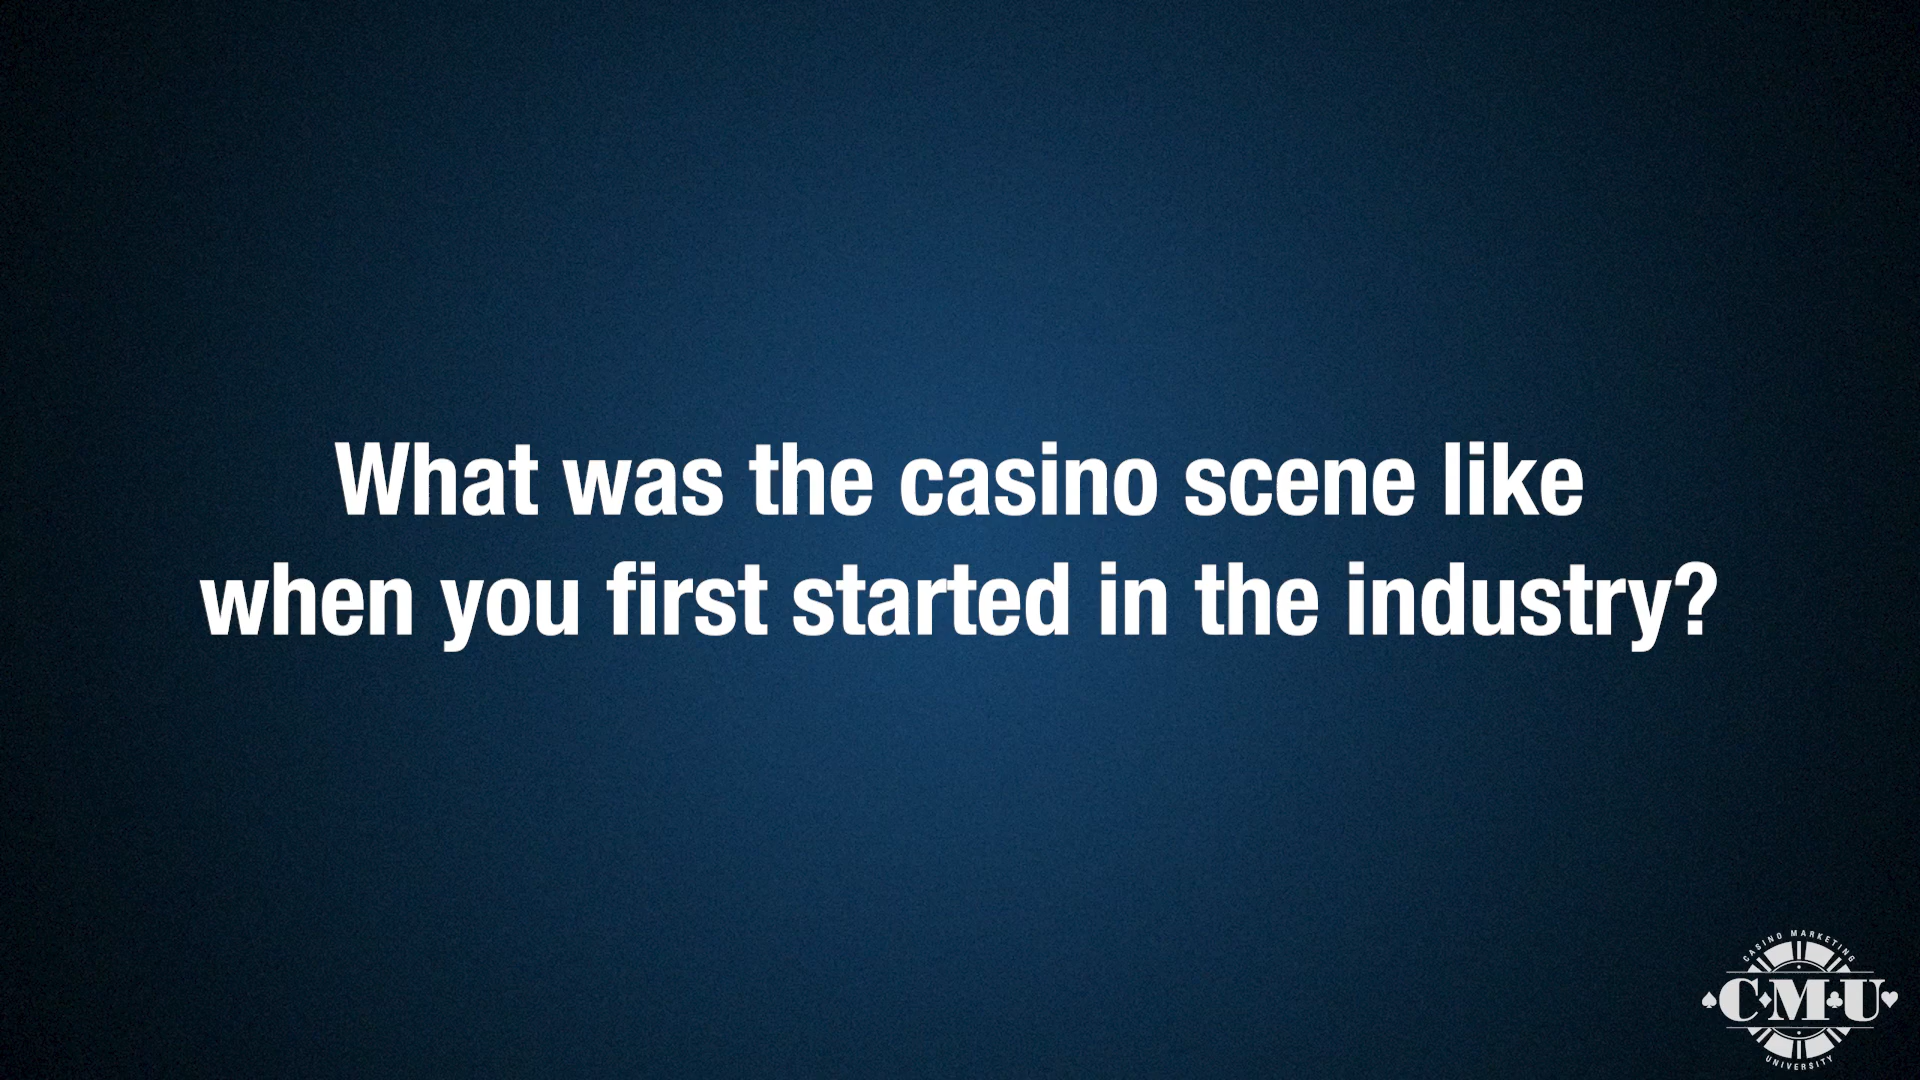 What was the casino scene like
when you first started in the industry?
CASINO MARKETING
C·M·U
UNIVERSITY